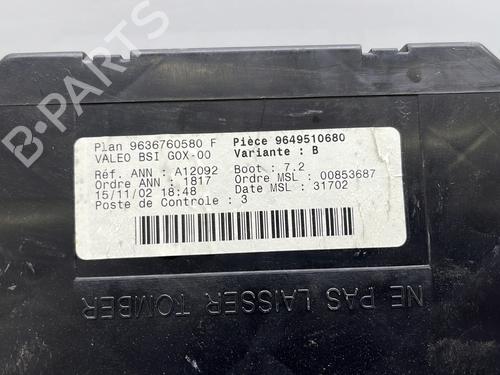 Plan 9636760580 F Pièce 9649510680
VALEO BSI G0X-00 Variante : B
Réf. ANN : A12092 Boot : 7.2
Ordre ANN : 1817 Ordre MSL : 00853687
15/11/02 18:48 Date MSL : 31702
Poste de Controle : 3
NE PAS LAISSER TOMBER
B-PARTS